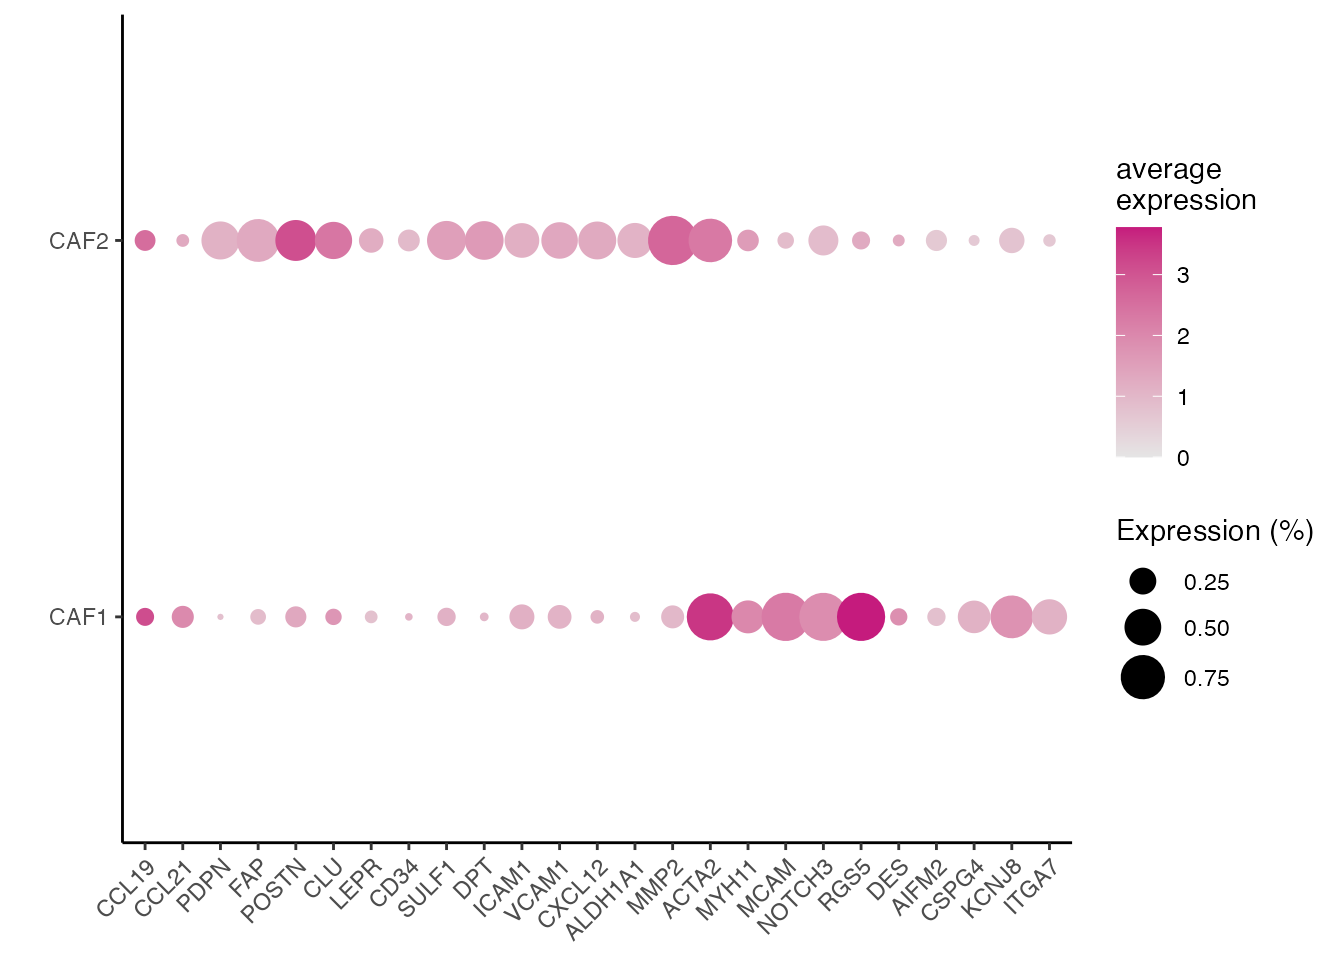 CAF2
CAF1
CCL19
CCL21
PDPN
FAP
POSTN
CLU
LEPR
CD34
SULF1
DPT
ICAM1
VCAM1
CXCL12
ALDH1A1
MMP2
ACTA2
MYH11
MCAM
NOTCH3
RGS5
DES
AIFM2
CSPG4
KCNJ8
ITGA7
average
expression
3
2
1
0
Expression (%)
0.25
0.50
0.75